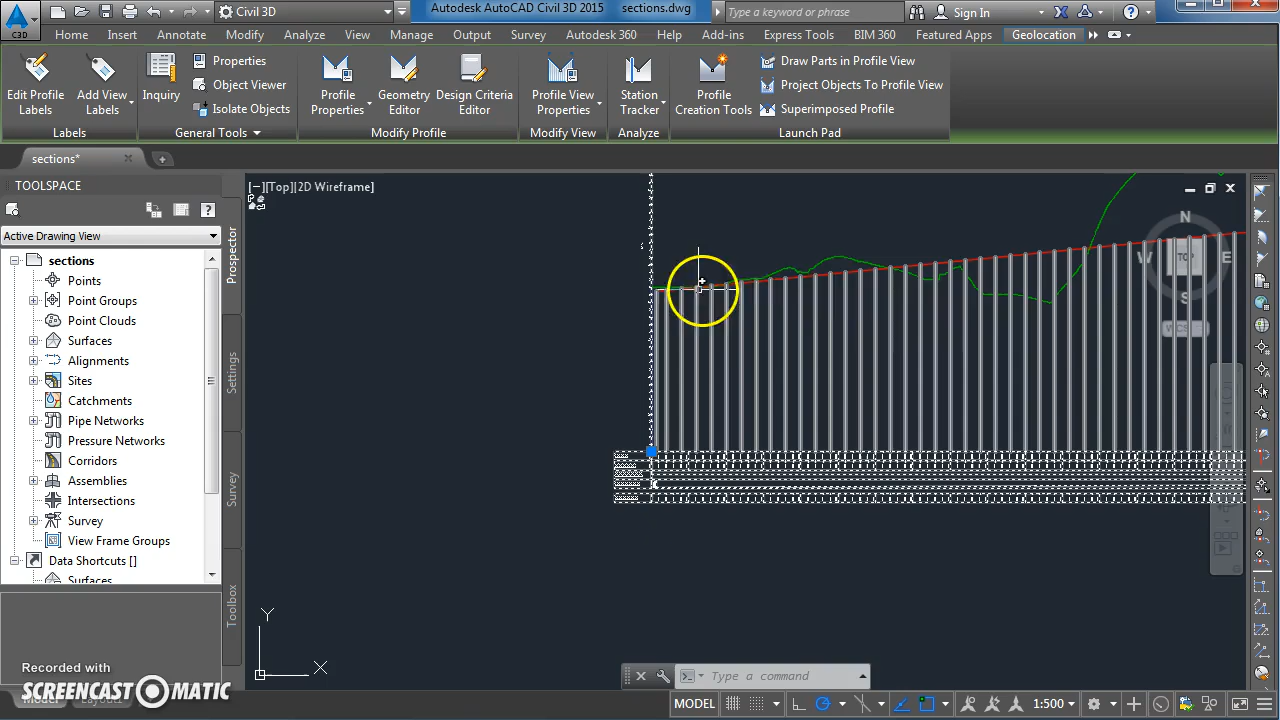 Civil 3D
Autodesk AutoCAD Civil 3D 2015 sections.dwg
Type a keyword or phrase
Sign In
C3D
Home Insert Annotate Modify Analyze View Manage Output Survey Autodesk 360 Help Add-ins Express Tools BIM 360 Featured Apps Geolocation
Edit Profile Labels
Add View Labels
Inquiry
Properties
Object Viewer
Isolate Objects
Profile Properties
Geometry Editor
Design Criteria Editor
Profile View Properties
Station Tracker
Profile Creation Tools
Draw Parts in Profile View
Project Objects To Profile View
Superimposed Profile
Labels General Tools Modify Profile Modify View Analyze Launch Pad
sections*
TOOLSPACE
Active Drawing View
sections
Points
Point Groups
Point Clouds
Surfaces
Alignments
Sites
Catchments
Pipe Networks
Pressure Networks
Corridors
Assemblies
Intersections
Survey
View Frame Groups
Data Shortcuts []
Surfaces
Prospector
Settings
Survey
Toolbox
[−][Top][2D Wireframe]
N
W TOP E
S
WCS
Y
X
Type a command
Recorded with
SCREENCAST-O-MATIC
Model Layout1
MODEL
1:500